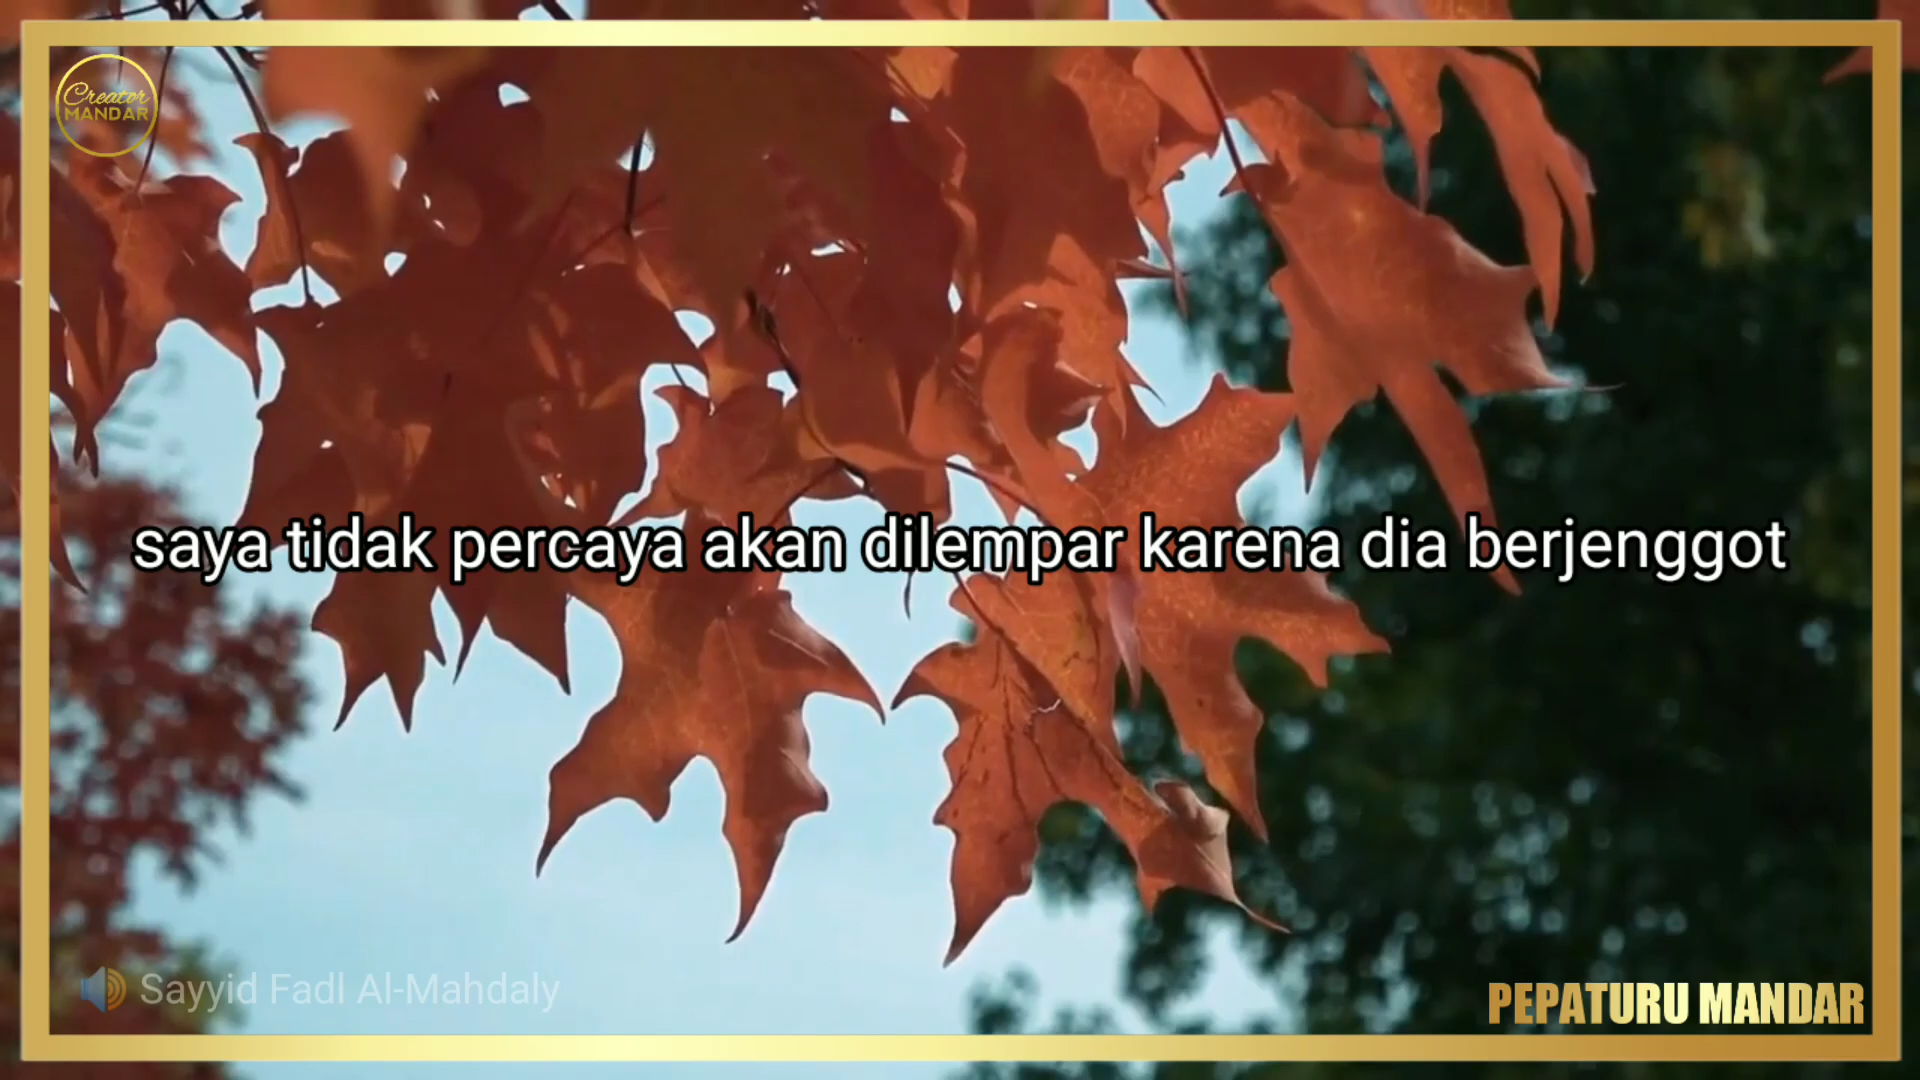 Creator
MANDAR
saya tidak percaya akan dilempar karena dia berjenggot
Sayyid Fadl Al-Mahdaly
PEPATURU MANDAR